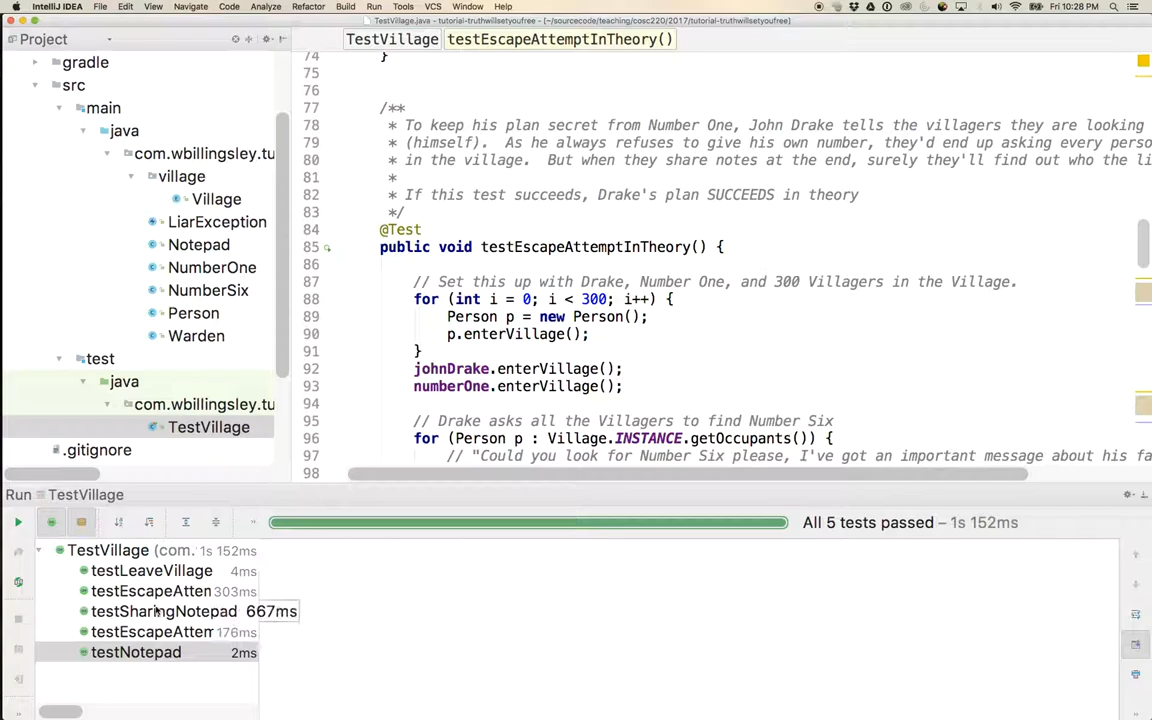 IntelliJ IDEA File Edit View Navigate Code Analyze Refactor Build Run Tools VCS Window Help Fri 10:28 PM
TestVillage.java - tutorial-truthwillsetyoufree - [~/sourcecode/teaching/cosc220/2017/tutorial-truthwillsetyoufree]
Project
TestVillage testEscapeAttemptInTheory()
gradle
src
main
java
com.wbillingsley.tu
village
Village
LiarException
Notepad
NumberOne
NumberSix
Person
Warden
test
java
com.wbillingsley.tu
TestVillage
.gitignore
74 }
75
76
77 /**
78 * To keep his plan secret from Number One, John Drake tells the villagers they are looking
79 * (himself). As he always refuses to give his own number, they'd end up asking every perso
80 * in the village. But when they share notes at the end, surely they'll find out who the li
81 *
82 * If this test succeeds, Drake's plan SUCCEEDS in theory
83 */
84 @Test
85 public void testEscapeAttemptInTheory() {
86
87 // Set this up with Drake, Number One, and 300 Villagers in the Village.
88 for (int i = 0; i < 300; i++) {
89 Person p = new Person();
90 p.enterVillage();
91 }
92 johnDrake.enterVillage();
93 numberOne.enterVillage();
94
95 // Drake asks all the Villagers to find Number Six
96 for (Person p : Village.INSTANCE.getOccupants()) {
97 // "Could you look for Number Six please, I've got an important message about his fa
98
Run TestVillage
All 5 tests passed – 1s 152ms
TestVillage (com. 1s 152ms
testLeaveVillage 4ms
testEscapeAtten 303ms
testSharingNotepad 667ms
testEscapeAttem 176ms
testNotepad 2ms